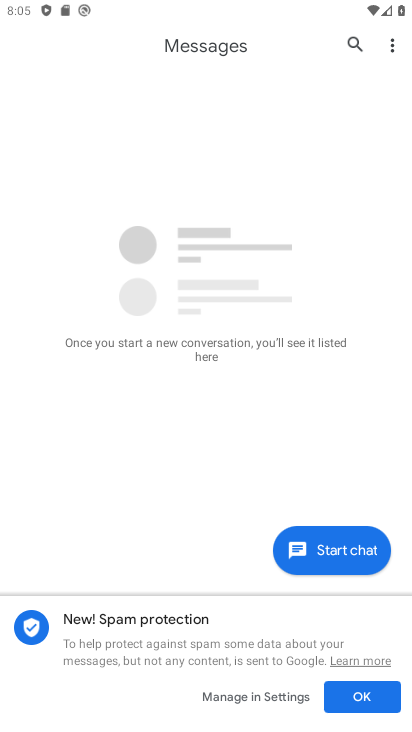 8:05
Messages
Once you start a new conversation, you'll see it listed
here
Start chat
New! Spam protection
To help protect against spam some data about your
messages, but not any content, is sent to Google. Learn more
Manage in Settings
OK